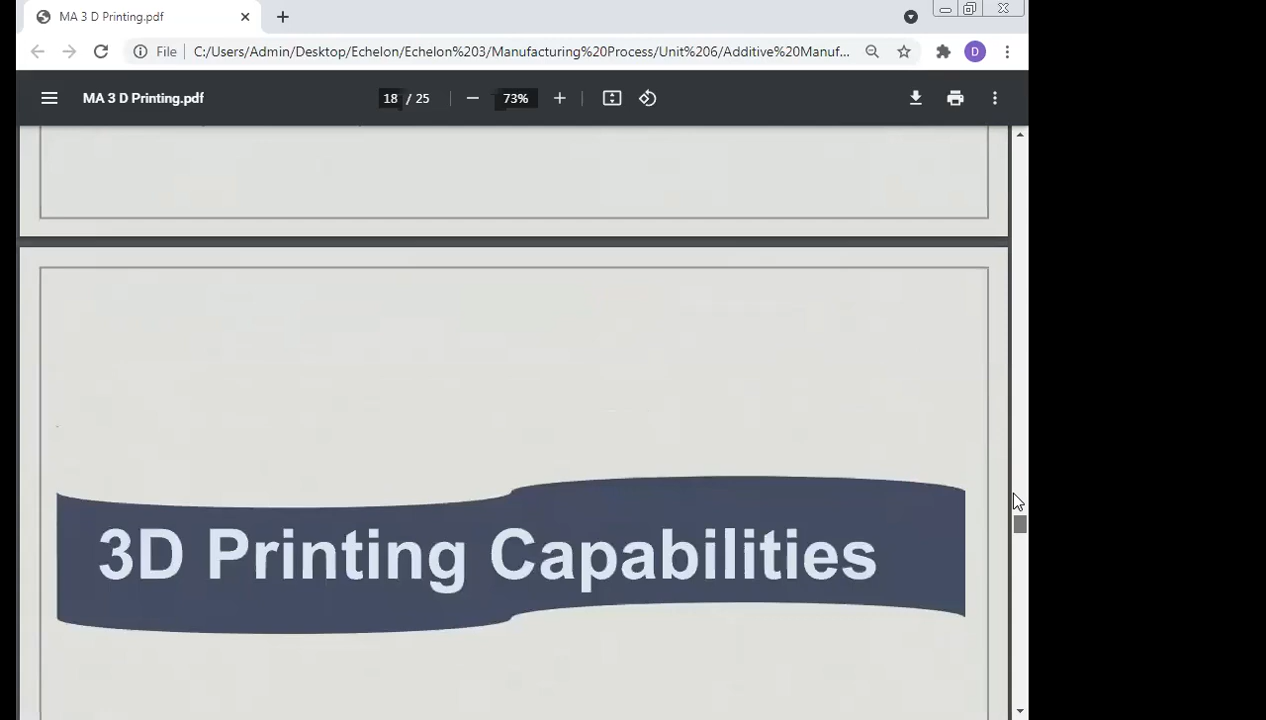 MA 3 D Printing.pdf
File C:/Users/Admin/Desktop/Echelon/Echelon%203/Manufacturing%20Process/Unit%206/Additive%20Manuf...
D
MA 3 D Printing.pdf 18 / 25 73%
3D Printing Capabilities